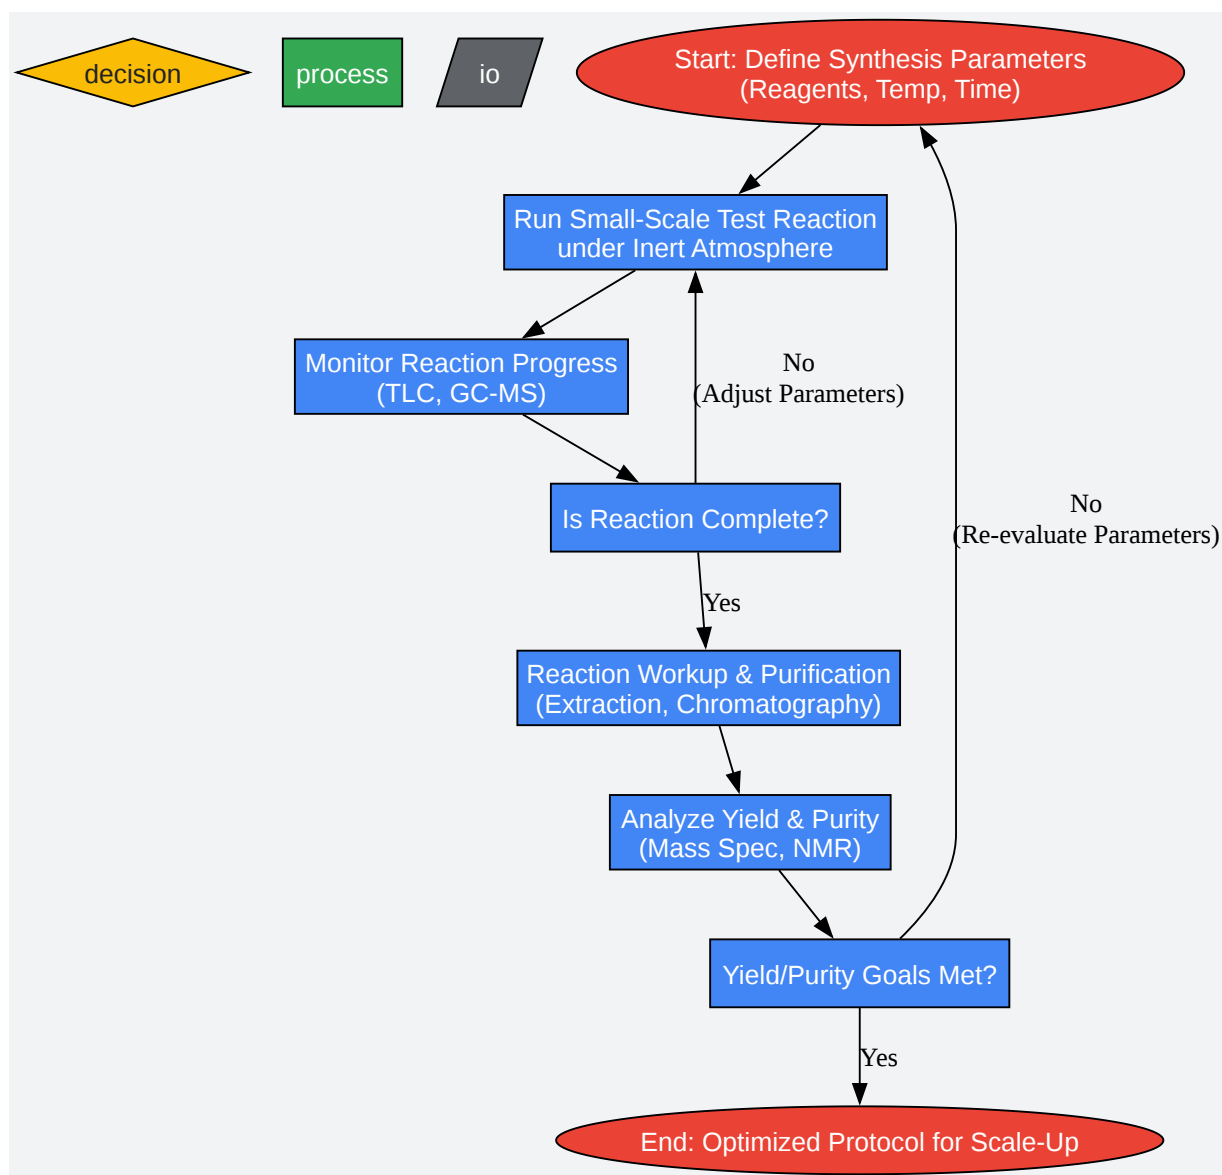 decision
process
io
Start: Define Synthesis Parameters
(Reagents, Temp, Time)
Run Small-Scale Test Reaction
under Inert Atmosphere
Monitor Reaction Progress
(TLC, GC-MS)
No
(Adjust Parameters)
Is Reaction Complete?
No
(Re-evaluate Parameters)
Yes
Reaction Workup & Purification
(Extraction, Chromatography)
Analyze Yield & Purity
(Mass Spec, NMR)
Yield/Purity Goals Met?
Yes
End: Optimized Protocol for Scale-Up